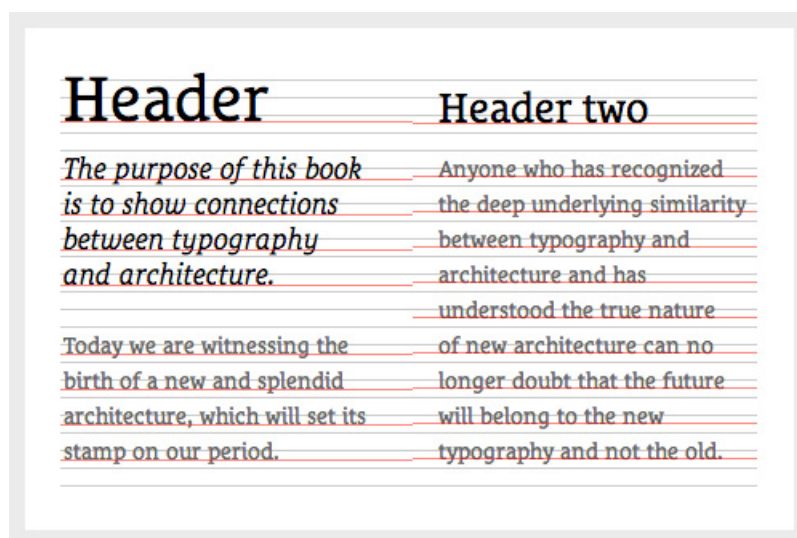 Header
The purpose of this book
is to show connections
between typography
and architecture.
Today we are witnessing the
birth of a new and splendid
architecture, which will set its
stamp on our period.
Header two
Anyone who has recognized
the deep underlying similarity
between typography and
architecture and has
understood the true nature
of new architecture can no
longer doubt that the future
will belong to the new
typography and not the old.